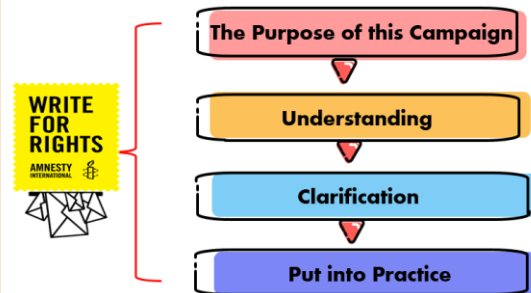 The Purpose of this Campaign
Understanding
Clarification
Put into Practice
WRITE
FOR
RIGHTS
AMNESTY
INTERNATIONAL